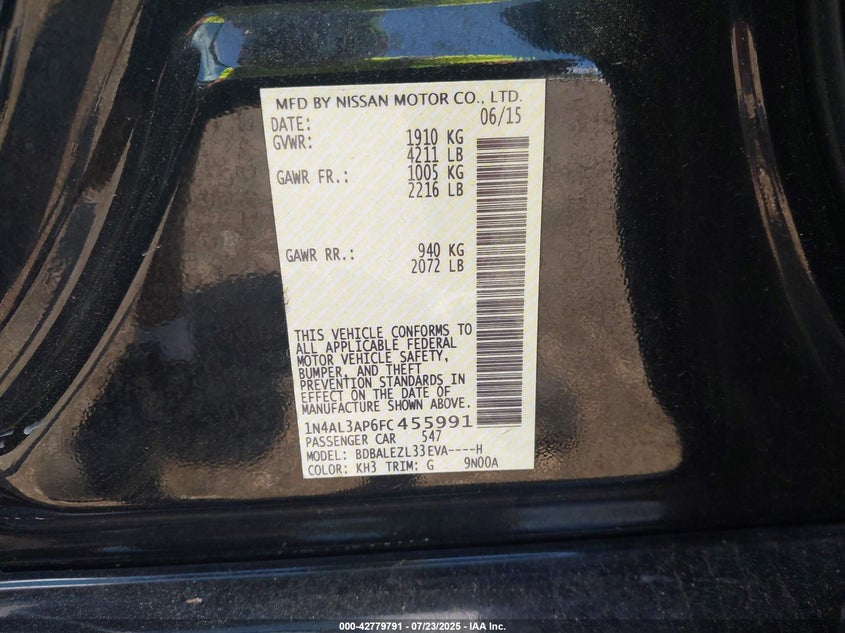 MFD BY NISSAN MOTOR CO., LTD.
DATE: 06/15
GVWR: 1910 KG
4211 LB
GAWR FR.: 1005 KG
2216 LB
GAWR RR.: 940 KG
2072 LB
THIS VEHICLE CONFORMS TO
ALL APPLICABLE FEDERAL
MOTOR VEHICLE SAFETY,
BUMPER, AND THEFT
PREVENTION STANDARDS IN
EFFECT ON THE DATE OF
MANUFACTURE SHOWN ABOVE.
1N4AL3AP6FC455991
PASSENGER CAR 547
MODEL: BDBALEZL33EVA----H
COLOR: KH3 TRIM: G 9N00A
000-42779791 - 07/23/2025 - IAA Inc.